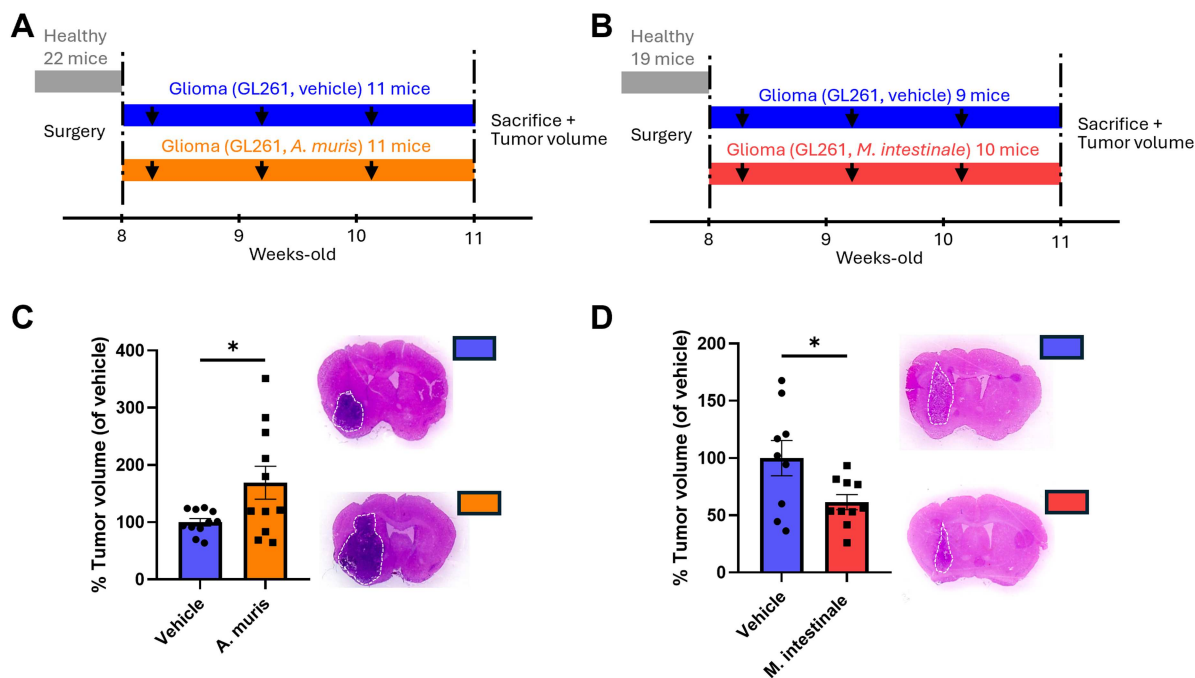 A
Healthy
22 mice
Glioma (GL261, vehicle) 11 mice
Surgery
Glioma (GL261, A. muris) 11 mice
Sacrifice +
Tumor volume
8
9
10
11
Weeks-old
B
Healthy
19 mice
Glioma (GL261, vehicle) 9 mice
Surgery
Glioma (GL261, M. intestinale) 10 mice
Sacrifice +
Tumor volume
8
9
10
11
Weeks-old
C
% Tumor volume (of vehicle)
400
300
200
100
0
*
Vehicle
A. muris
D
% Tumor volume (of vehicle)
200
150
100
50
0
*
Vehicle
M. intestinale